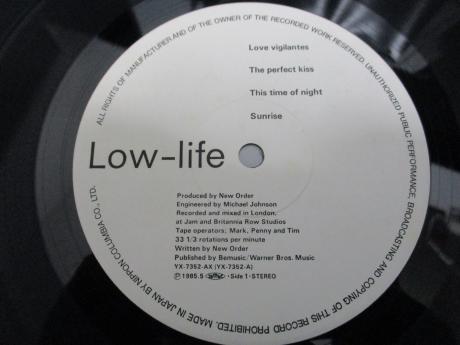 ALL RIGHTS OF MANUFACTURER AND OF THE OWNER OF THE RECORDED WORK RESERVED. UNAUTHORIZED PUBLIC PERFORMANCE, BROADCASTING AND COPYING OF THIS RECORD PROHIBITED. MADE IN JAPAN BY NIPPON COLUMBIA CO., LTD.
Love vigilantes
The perfect kiss
This time of night
Sunrise
Low-life
Produced by New Order
Engineered by Michael Johnson
Recorded and mixed in London.
at Jam and Britannia Row Studios
Tape operators; Mark, Penny and Tim
33 1/3 rotations per minute
Written by New Order
Published by Bemusic/Warner Bros. Music
YX-7352-AX (YX-7352-A)
Ⓟ1985.5 · Side 1 · STEREO